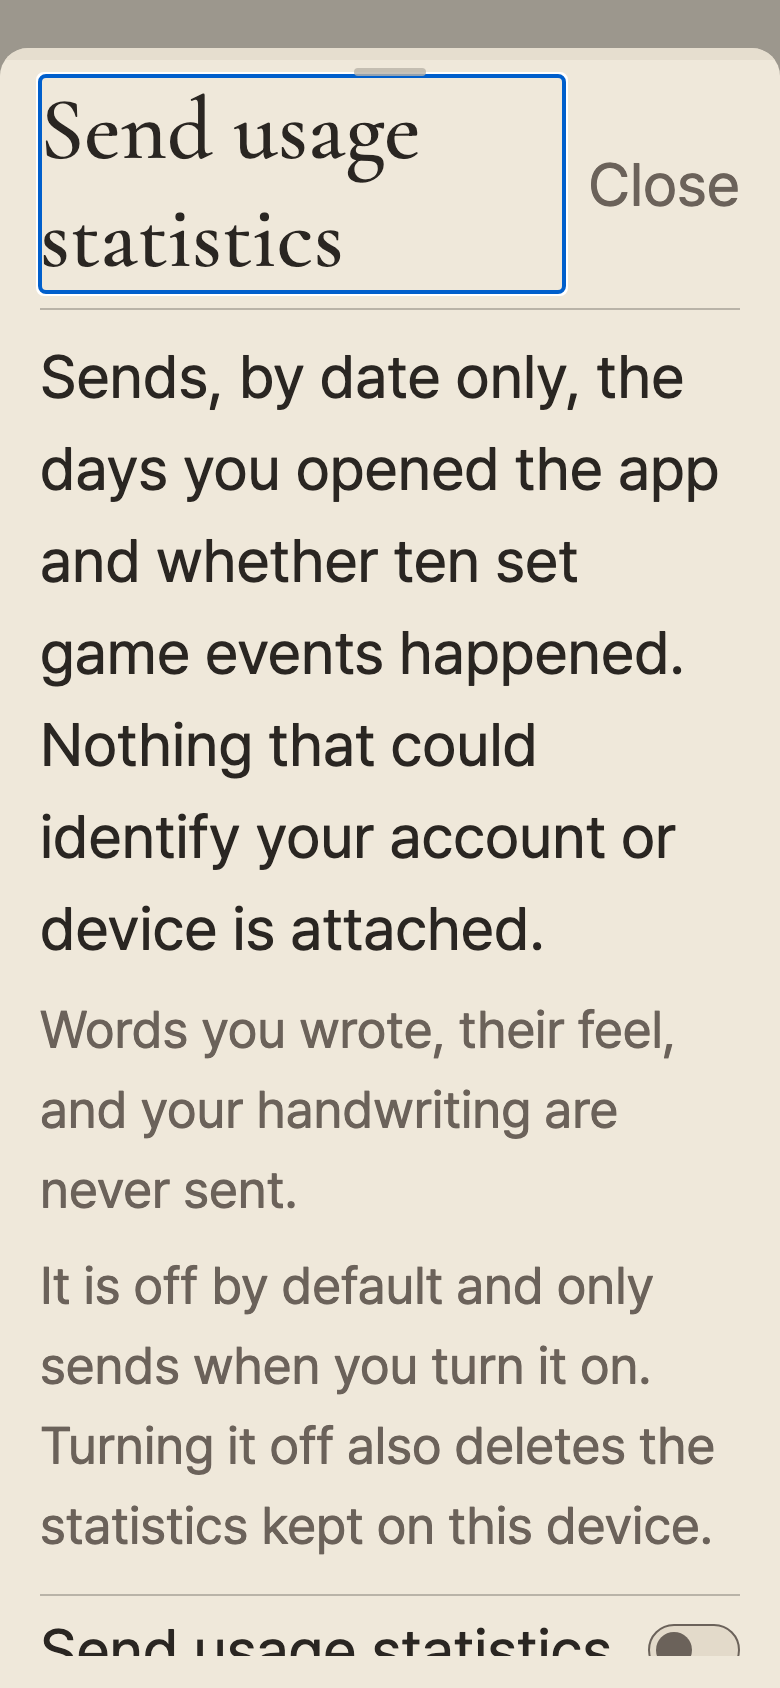 Send usage
statistics
Close
Sends, by date only, the
days you opened the app
and whether ten set
game events happened.
Nothing that could
identify your account or
device is attached.
Words you wrote, their feel,
and your handwriting are
never sent.
It is off by default and only
sends when you turn it on.
Turning it off also deletes the
statistics kept on this device.
Send usage statistics